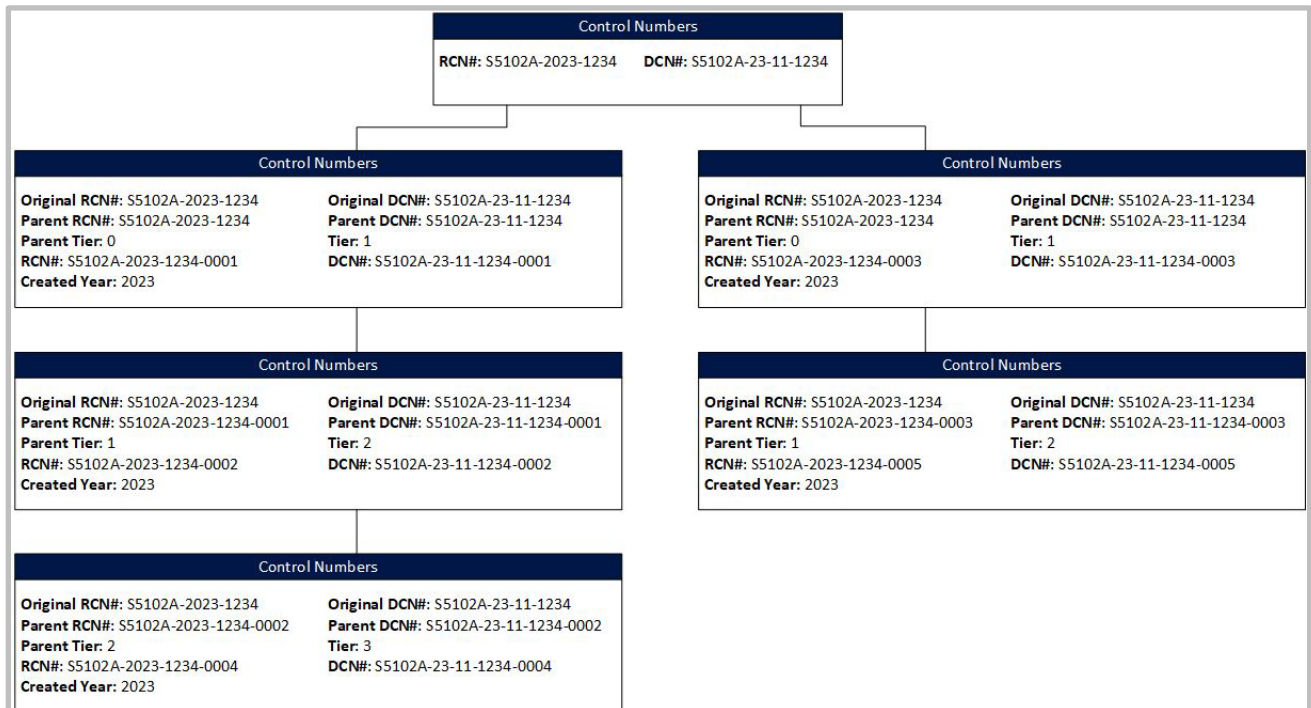 Control Numbers
RCN#: S5102A-2023-1234 DCN#: S5102A-23-11-1234
Control Numbers
Original RCN#: S5102A-2023-1234 Original DCN#: S5102A-23-11-1234
Parent RCN#: S5102A-2023-1234 Parent DCN#: S5102A-23-11-1234
Parent Tier: 0 Tier: 1
RCN#: S5102A-2023-1234-0001 DCN#: S5102A-23-11-1234-0001
Created Year: 2023
Control Numbers
Original RCN#: S5102A-2023-1234 Original DCN#: S5102A-23-11-1234
Parent RCN#: S5102A-2023-1234 Parent DCN#: S5102A-23-11-1234
Parent Tier: 0 Tier: 1
RCN#: S5102A-2023-1234-0003 DCN#: S5102A-23-11-1234-0003
Created Year: 2023
Control Numbers
Original RCN#: S5102A-2023-1234 Original DCN#: S5102A-23-11-1234
Parent RCN#: S5102A-2023-1234-0001 Parent DCN#: S5102A-23-11-1234-0001
Parent Tier: 1 Tier: 2
RCN#: S5102A-2023-1234-0002 DCN#: S5102A-23-11-1234-0002
Created Year: 2023
Control Numbers
Original RCN#: S5102A-2023-1234 Original DCN#: S5102A-23-11-1234
Parent RCN#: S5102A-2023-1234-0003 Parent DCN#: S5102A-23-11-1234-0003
Parent Tier: 1 Tier: 2
RCN#: S5102A-2023-1234-0005 DCN#: S5102A-23-11-1234-0005
Created Year: 2023
Control Numbers
Original RCN#: S5102A-2023-1234 Original DCN#: S5102A-23-11-1234
Parent RCN#: S5102A-2023-1234-0002 Parent DCN#: S5102A-23-11-1234-0002
Parent Tier: 2 Tier: 3
RCN#: S5102A-2023-1234-0004 DCN#: S5102A-23-11-1234-0004
Created Year: 2023